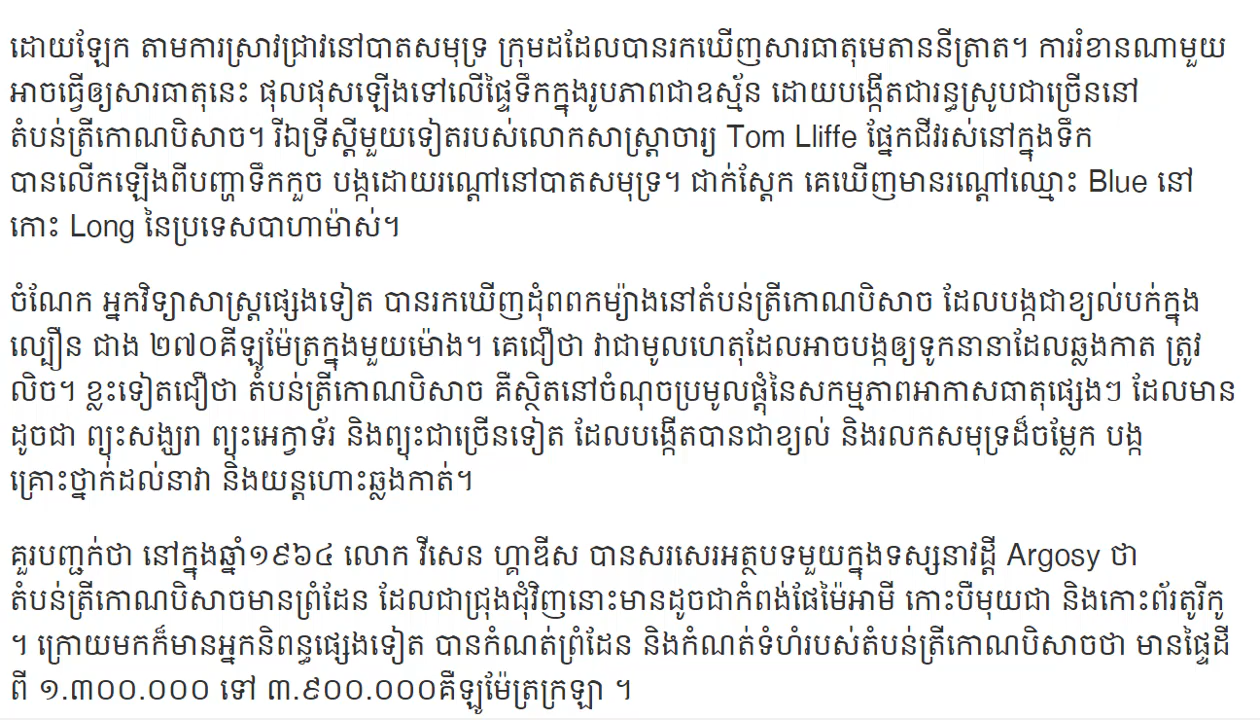 ដោយឡែក តាមការស្រាវជ្រាវនៅបាតសមុទ្រ ក្រុមដដែលបានរកឃើញសារធាតុមេតាននីត្រាត។ ការរំខានណាមួយ
អាចធ្វើឲ្យសារធាតុនេះ ផុលផុសឡើងទៅលើផ្ទៃទឹកក្នុងរូបភាពជាឧស្ម័ន ដោយបង្កើតជារន្ធស្រូបជាច្រើននៅ
តំបន់ត្រីកោណបិសាច។ រីឯទ្រឹស្តីមួយទៀតរបស់លោកសាស្ត្រាចារ្យ Tom Lliffe ផ្នែកជីវរស់នៅក្នុងទឹក
បានលើកឡើងពីបញ្ហាទឹកកួច បង្កដោយរណ្តៅនៅបាតសមុទ្រ។ ជាក់ស្តែក គេឃើញមានរណ្តៅឈ្មោះ Blue នៅ
កោះ Long នៃប្រទេសបាហាម៉ាស់។
ចំណែក អ្នកវិទ្យាសាស្ត្រផ្សេងទៀត បានរកឃើញដុំពពកម្យ៉ាងនៅតំបន់ត្រីកោណបិសាច ដែលបង្កជាខ្យល់បក់ក្នុង
ល្បឿន ជាង ២៧០គីឡូម៉ែត្រក្នុងមួយម៉ោង។ គេជឿថា វាជាមូលហេតុដែលអាចបង្កឲ្យទូកនានាដែលឆ្លងកាត ត្រូវ
លិច។ ខ្លះទៀតជឿថា តំបន់ត្រីកោណបិសាច គឺស្ថិតនៅចំណុចប្រមូលផ្តុំនៃសកម្មភាពអាកាសធាតុផ្សេងៗ ដែលមាន
ដូចជា ព្យុះសង្ឃរា ព្យុះអេក្វាទ័រ និងព្យុះជាច្រើនទៀត ដែលបង្កើតបានជាខ្យល់ និងរលកសមុទ្រដ៏ចម្លែក បង្ក
គ្រោះថ្នាក់ដល់នាវា និងយន្តហោះឆ្លងកាត់។
គួរបញ្ជក់ថា នៅក្នុងឆ្នាំ១៩៦៤ លោក វីសេន ហ្គាឌីស បានសរសេរអត្ថបទមួយក្នុងទស្សនាវដ្តី Argosy ថា
តំបន់ត្រីកោណបិសាចមានព្រំដែន ដែលជាជ្រុងជុំវិញនោះមានដូចជាកំពង់ផែម៉ៃអាមី កោះបឺមុយជា និងកោះព័រតូរីកូ
។ ក្រោយមកក៏មានអ្នកនិពន្ធផ្សេងទៀត បានកំណត់ព្រំដែន និងកំណត់ទំហំរបស់តំបន់ត្រីកោណបិសាចថា មានផ្ទៃដី
ពី ១.៣០០.០០០ ទៅ ៣.៩០០.០០០គីឡូម៉ែត្រក្រឡា ។